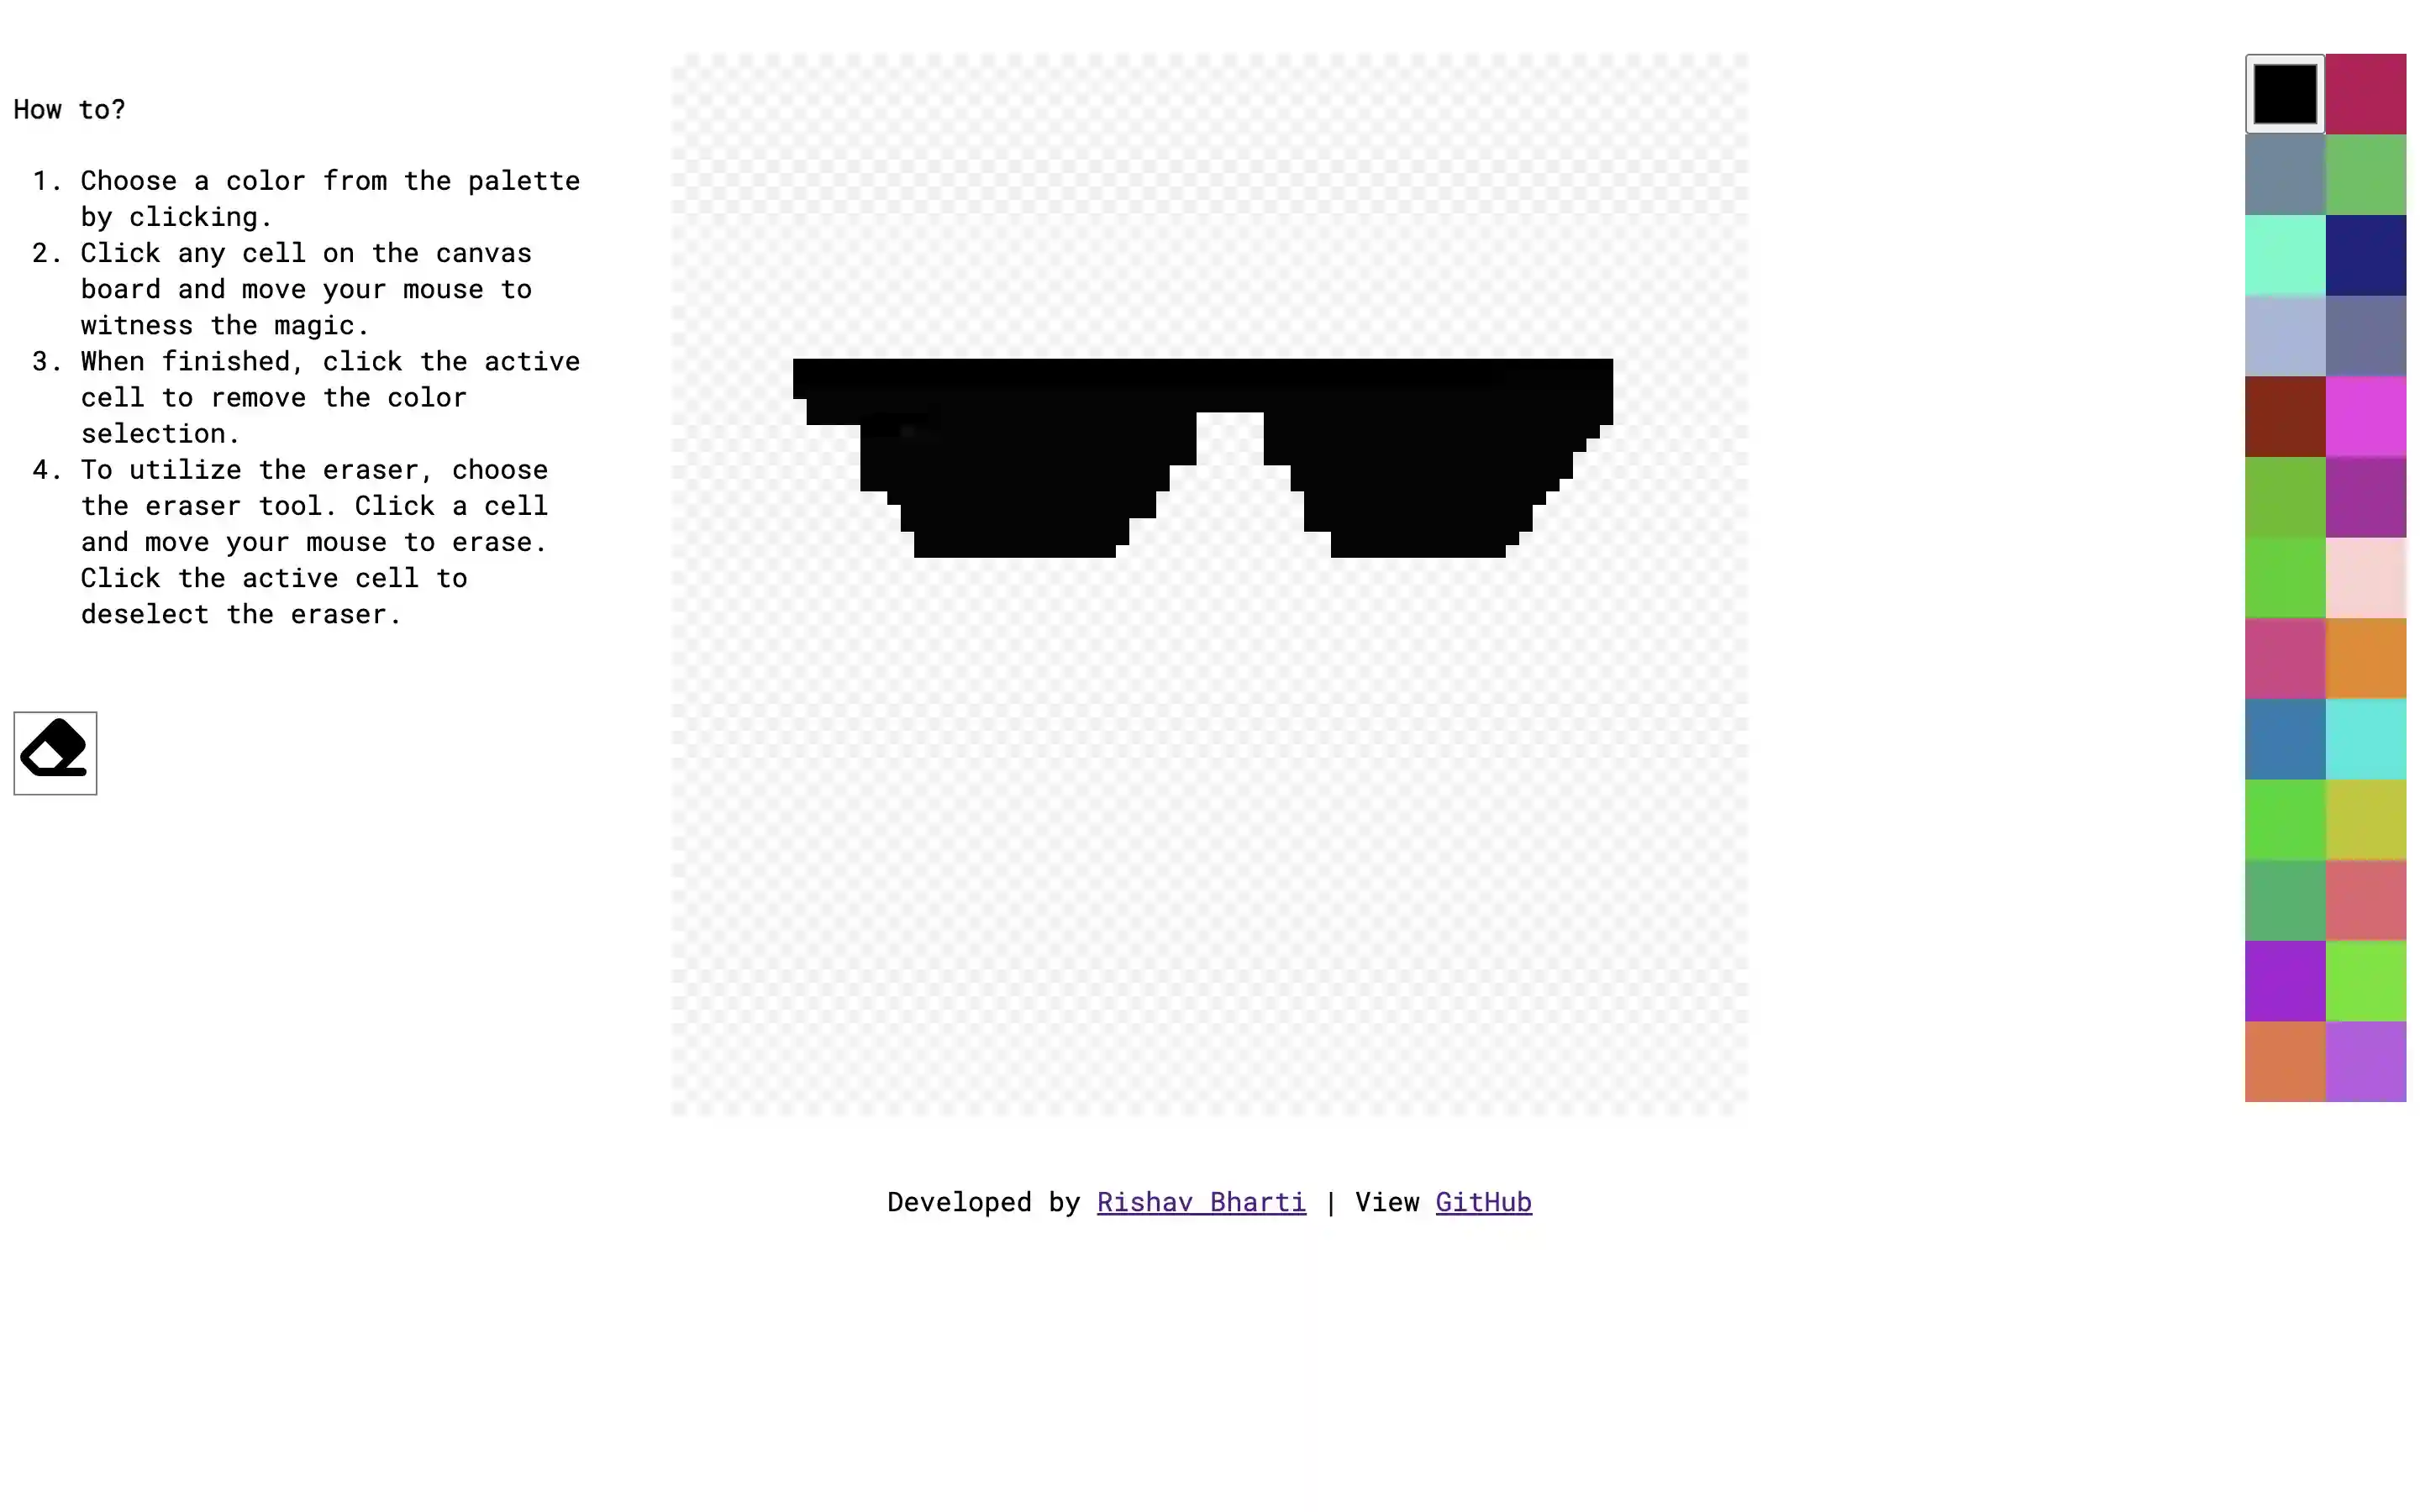 How to?
1. Choose a color from the palette
by clicking.
2. Click any cell on the canvas
board and move your mouse to
witness the magic.
3. When finished, click the active
cell to remove the color
selection.
4. To utilize the eraser, choose
the eraser tool. Click a cell
and move your mouse to erase.
Click the active cell to
deselect the eraser.
Developed by Rishav Bharti | View GitHub